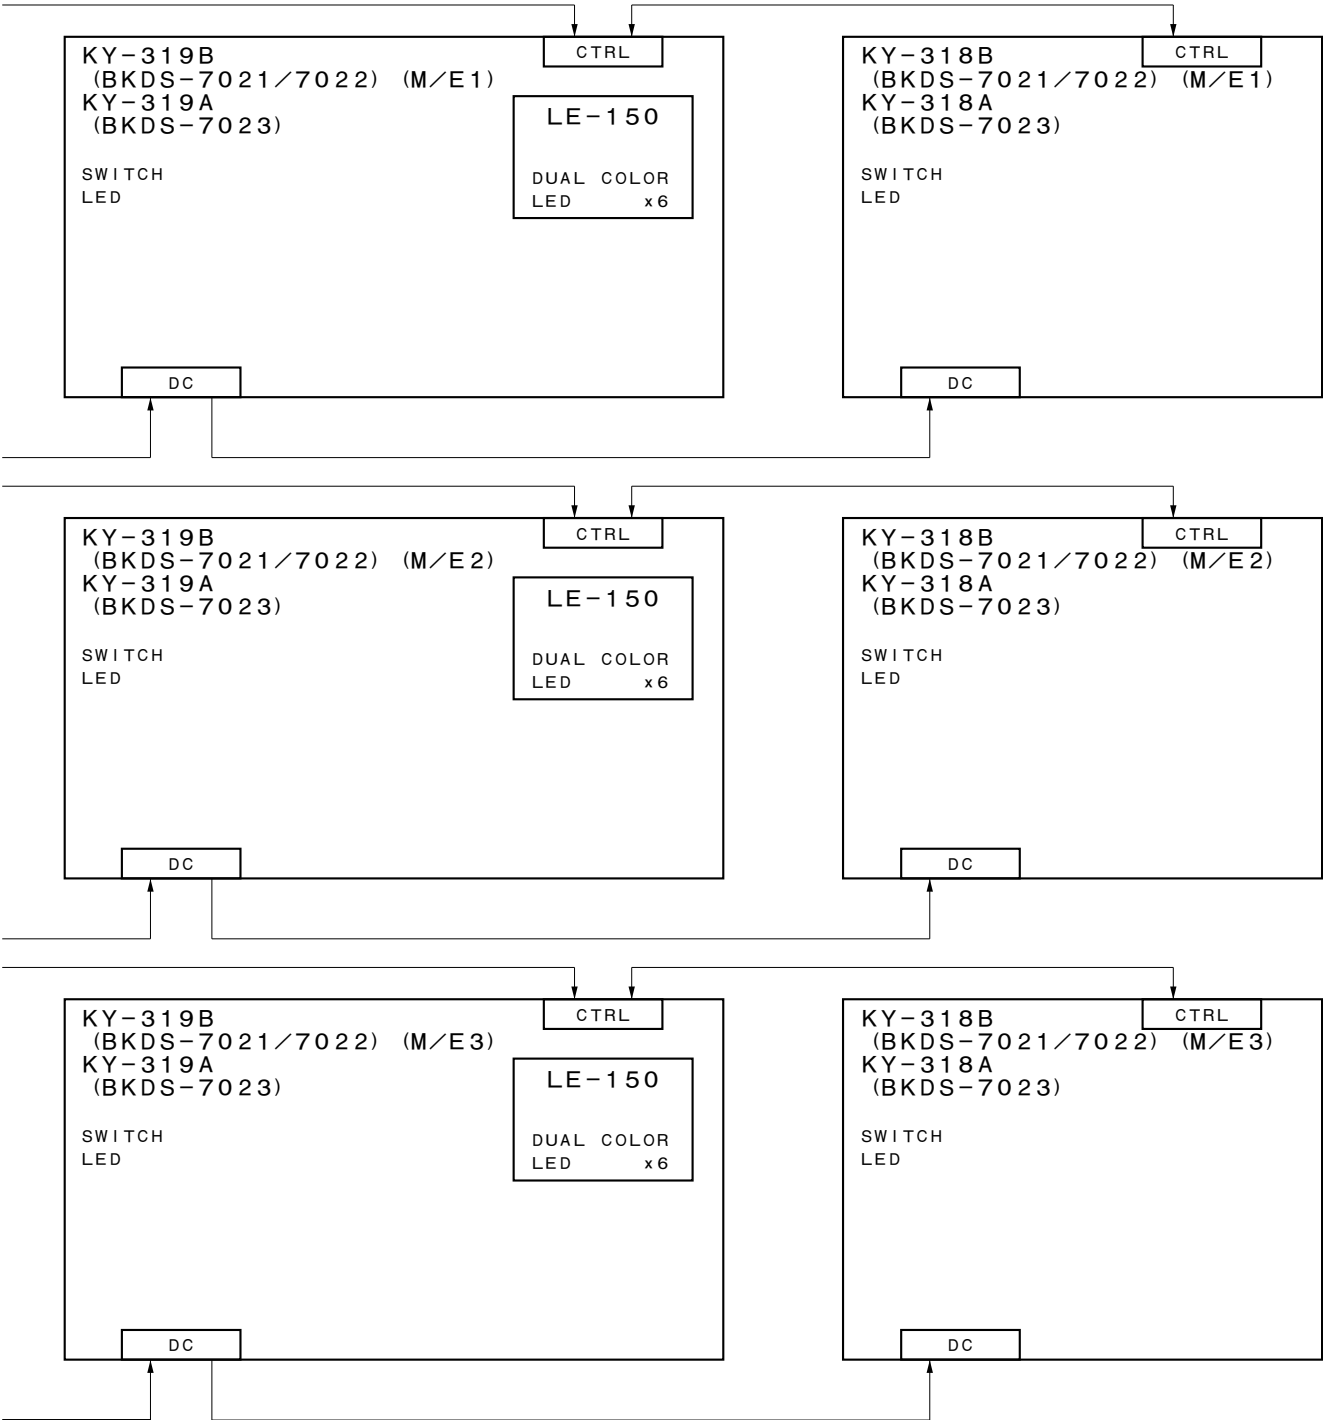 KY-319B
(BKDS-7021/7022) (M/E1)
KY-319A
(BKDS-7023)
SWITCH
LED
CTRL
LE-150
DUAL COLOR
LED x6
DC
KY-318B
(BKDS-7021/7022) (M/E1)
KY-318A
(BKDS-7023)
SWITCH
LED
CTRL
DC
KY-319B
(BKDS-7021/7022) (M/E2)
KY-319A
(BKDS-7023)
SWITCH
LED
CTRL
LE-150
DUAL COLOR
LED x6
DC
KY-318B
(BKDS-7021/7022) (M/E2)
KY-318A
(BKDS-7023)
SWITCH
LED
CTRL
DC
KY-319B
(BKDS-7021/7022) (M/E3)
KY-319A
(BKDS-7023)
SWITCH
LED
CTRL
LE-150
DUAL COLOR
LED x6
DC
KY-318B
(BKDS-7021/7022) (M/E3)
KY-318A
(BKDS-7023)
SWITCH
LED
CTRL
DC